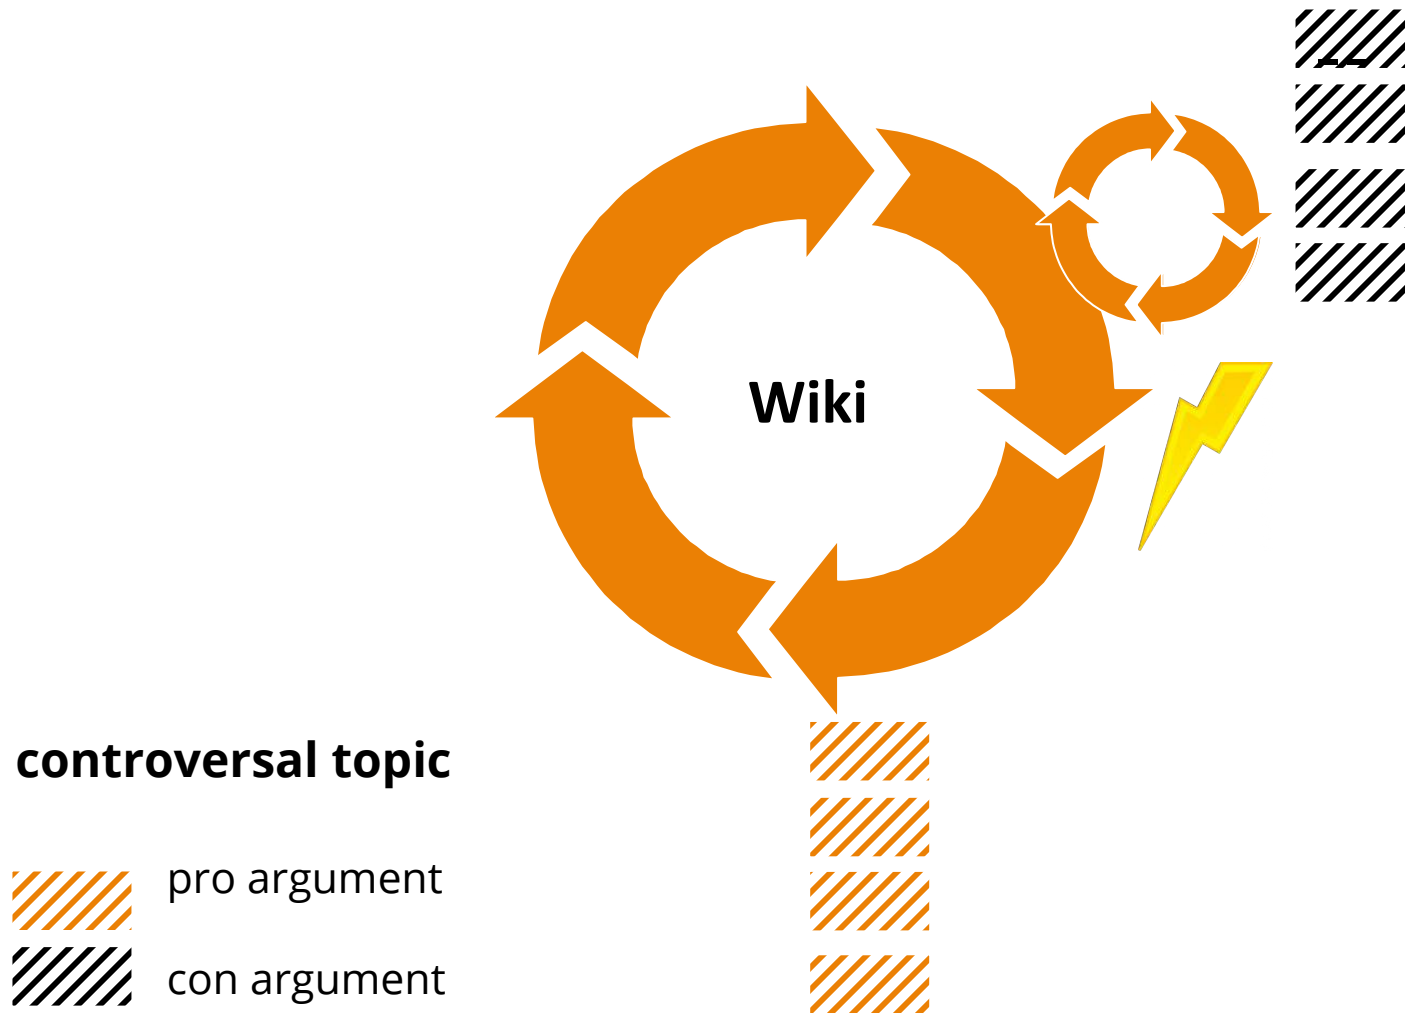 Wiki
controversal topic
pro argument
con argument